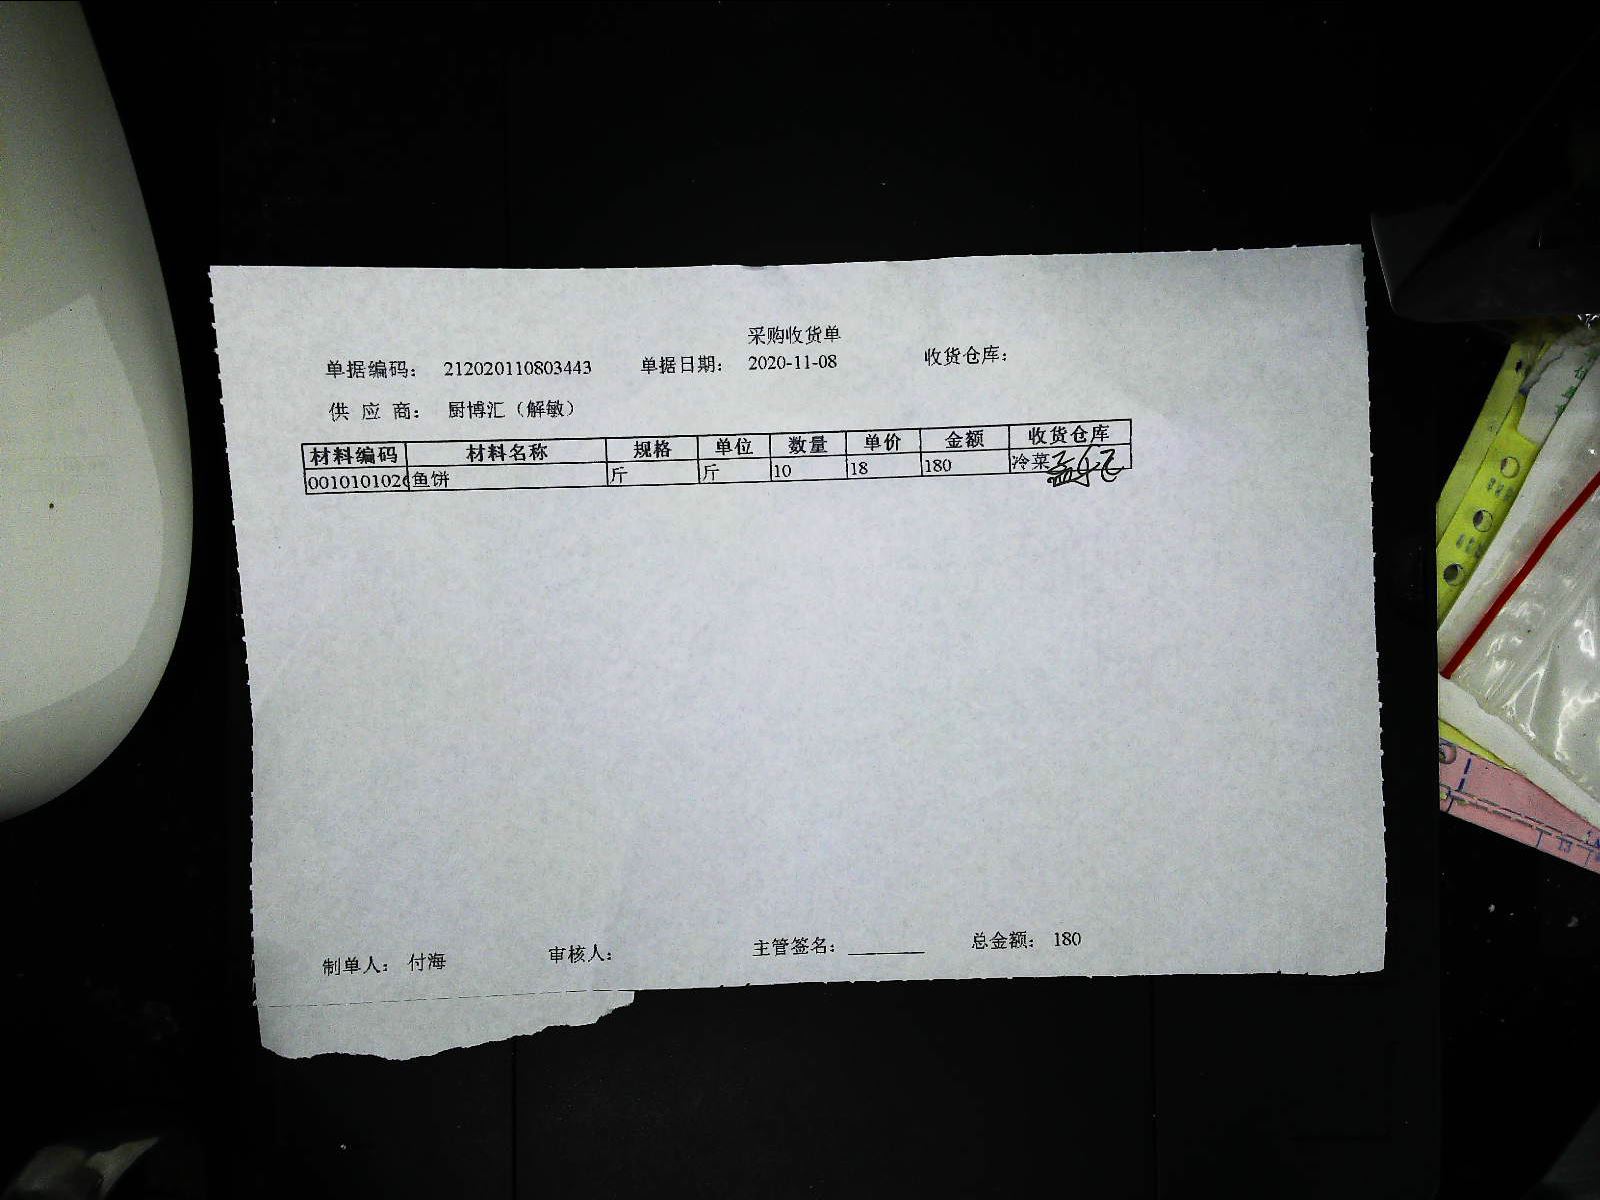 采购收货单
单据编码： 212020110803443 单据日期： 2020-11-08 收货仓库：
供 应 商： 厨博汇（解敏）
材料编码 材料名称 规格 单位 数量 单价 金额 收货仓库
001010102 鱼饼 斤 斤 10 18 180 冷菜
制单人： 付海 审核人： 主管签名： ________ 总金额： 180